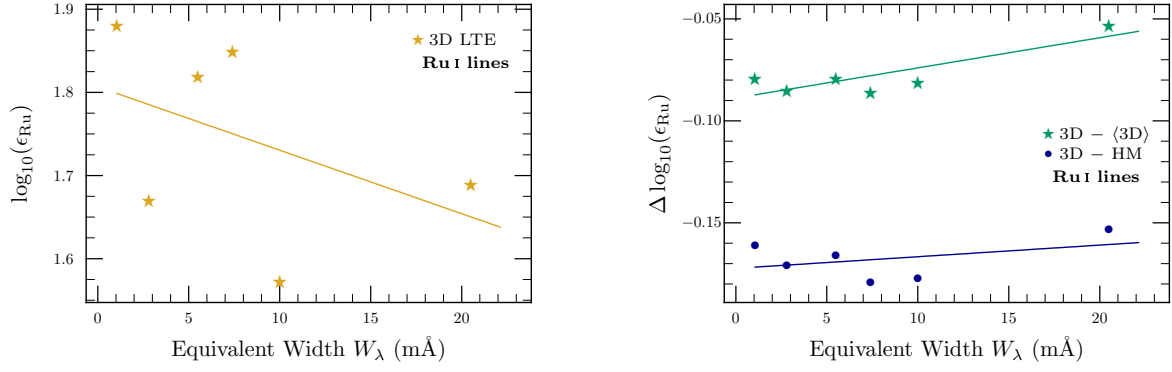 1.9
1.8
1.7
1.6
log₁₀(ϵRu)
3D LTE
Ru I lines
0 5 10 15 20
Equivalent Width Wλ (mÅ)
−0.05
−0.10
−0.15
Δ log₁₀(ϵRu)
3D − ⟨3D⟩
3D − HM
Ru I lines
0 5 10 15 20
Equivalent Width Wλ (mÅ)